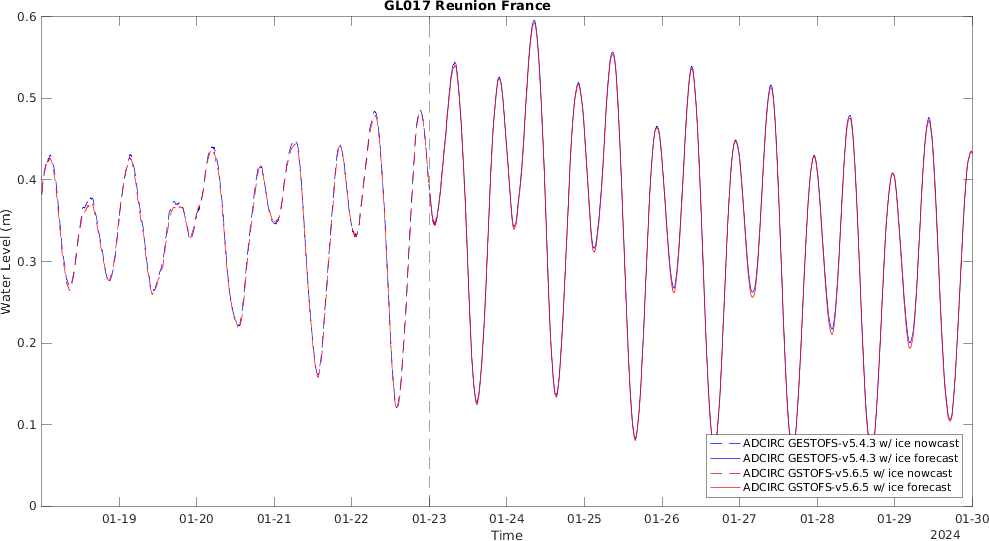 GL017 Reunion France
0.6
0.5
0.4
0.3
0.2
0.1
0
Water Level (m)
ADCIRC GESTOFS-v5.4.3 w/ ice nowcast
ADCIRC GESTOFS-v5.4.3 w/ ice forecast
ADCIRC GSTOFS-v5.6.5 w/ ice nowcast
ADCIRC GSTOFS-v5.6.5 w/ ice forecast
01-19 01-20 01-21 01-22 01-23 01-24 01-25 01-26 01-27 01-28 01-29 01-30
Time
2024